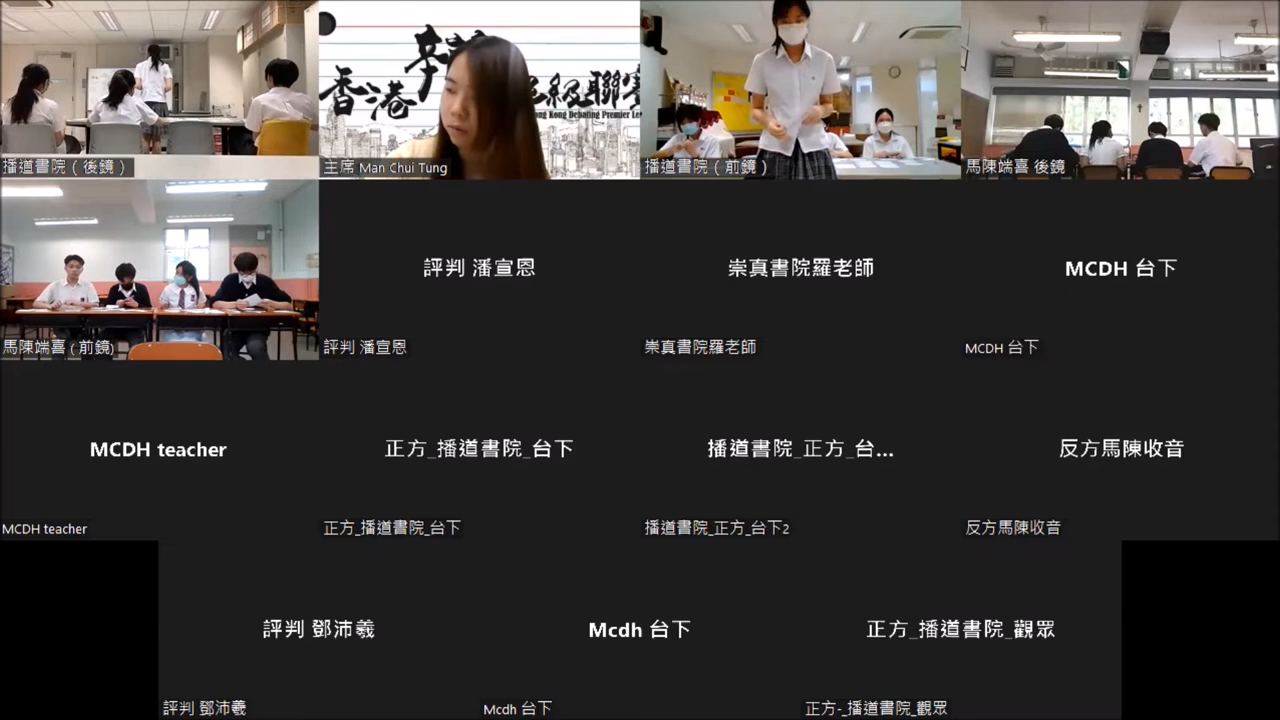 播道書院（後鏡）
香港
級聯賽
Hong Kong Debating Premier Le
主席 Man Chui Tung
播道書院（前鏡）
馬陳端喜 後鏡
馬陳端喜 (前鏡)
評判 潘宣恩
評判 潘宣恩
崇真書院羅老師
崇真書院羅老師
MCDH 台下
MCDH 台下
MCDH teacher
MCDH teacher
正方_播道書院_台下
正方_播道書院_台下
播道書院_正方_台...
播道書院_正方_台下2
反方馬陳收音
反方馬陳收音
評判 鄧沛羲
評判 鄧沛羲
Mcdh 台下
Mcdh 台下
正方_播道書院_觀眾
正方-_播道書院_觀眾